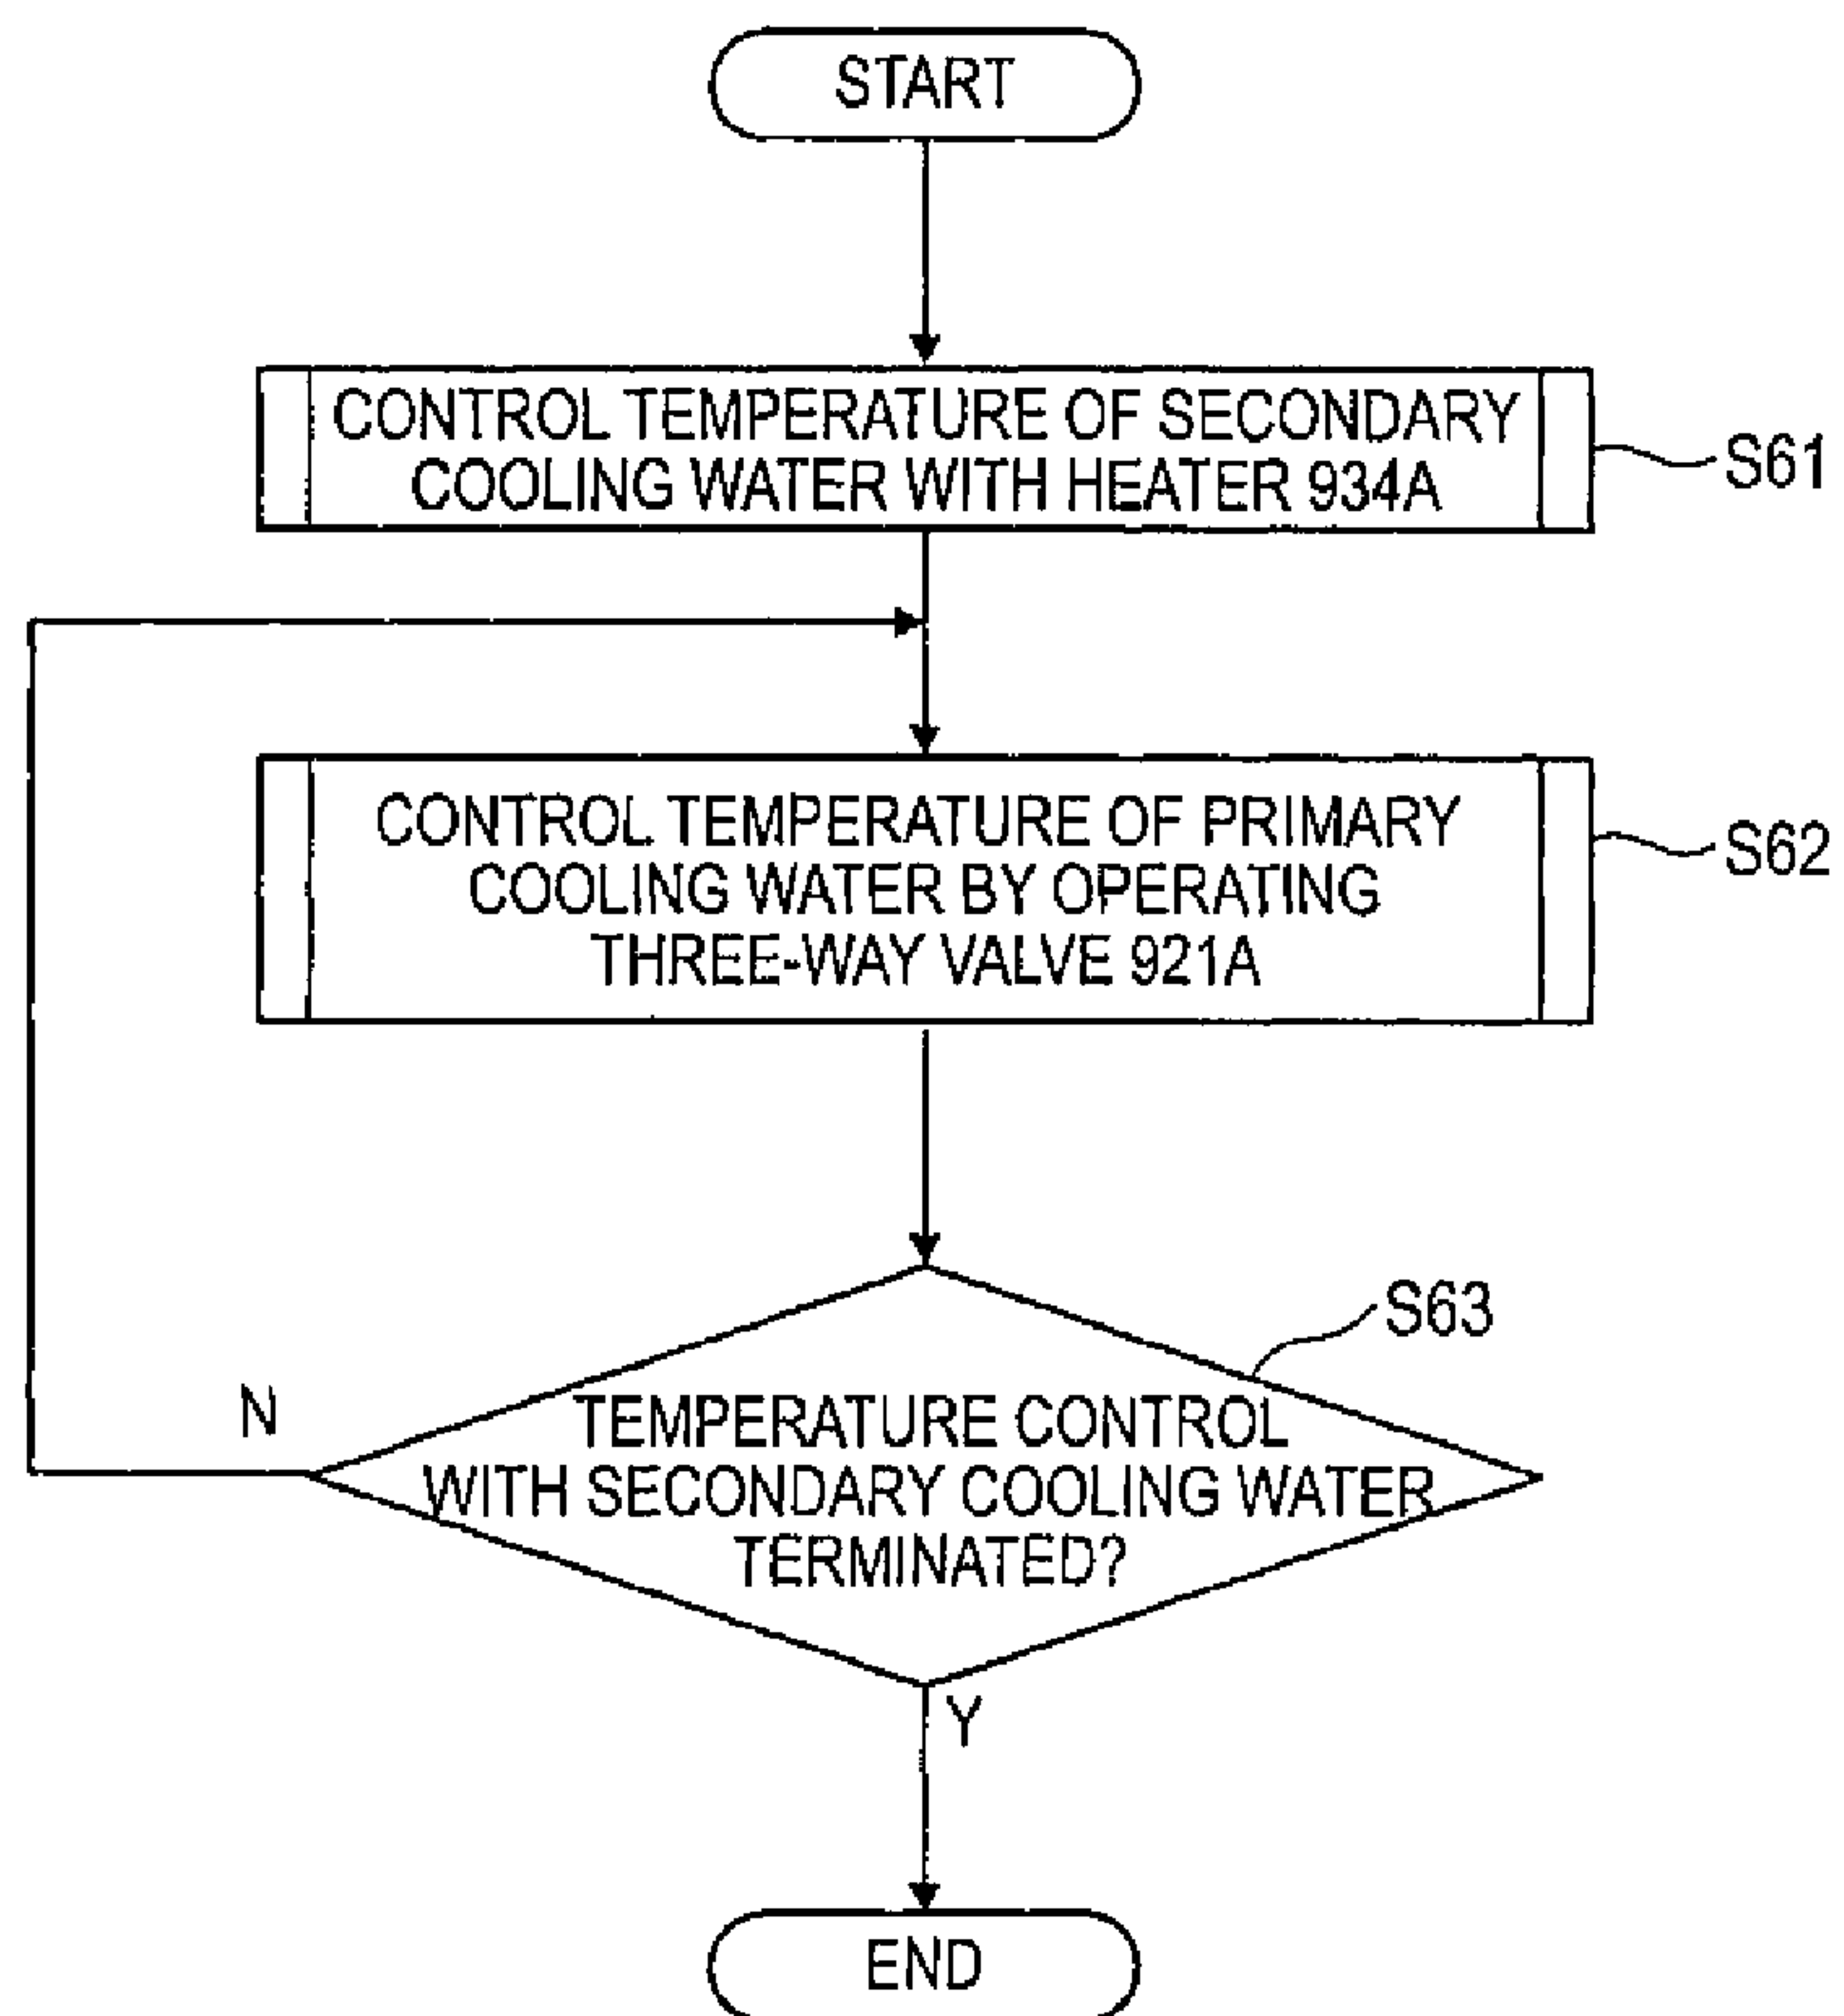 START
CONTROL TEMPERATURE OF SECONDARY
COOLING WATER WITH HEATER 934A
S61
CONTROL TEMPERATURE OF PRIMARY
COOLING WATER BY OPERATING
THREE-WAY VALVE 921A
S62
S63
TEMPERATURE CONTROL
WITH SECONDARY COOLING WATER
TERMINATED?
N
Y
END